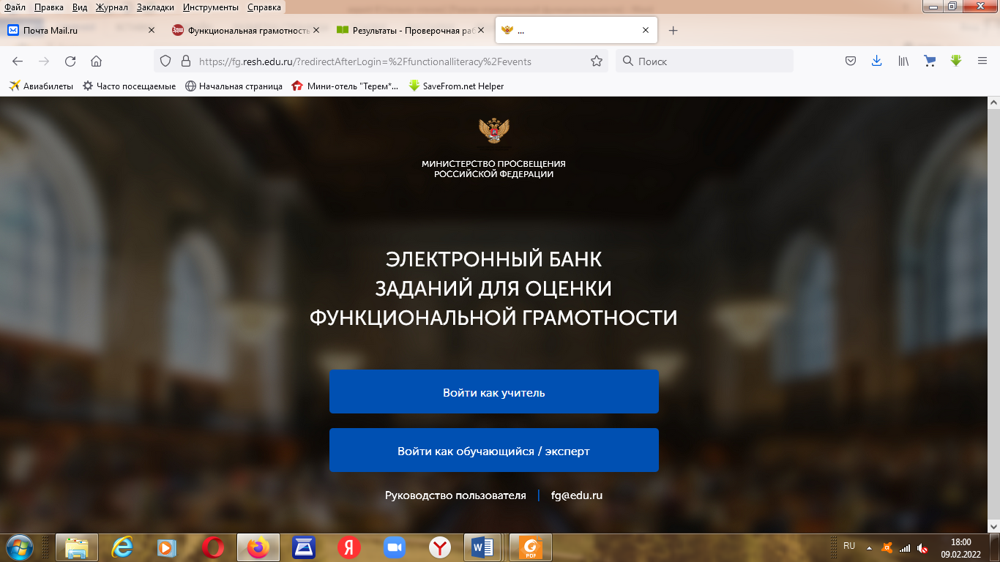 Файл Правка Вид Журнал Закладки Инструменты Справка
Почта Mail.ru
Функциональная грамотность
Результаты - Проверочная раб
...
https://fg.resh.edu.ru/?redirectAfterLogin=%2Ffunctionalliteracy%2Fevents
Поиск
Авиабилеты
Часто посещаемые
Начальная страница
Мини-отель "Терем*...
SaveFrom.net Helper
МИНИСТЕРСТВО ПРОСВЕЩЕНИЯ
РОССИЙСКОЙ ФЕДЕРАЦИИ
ЭЛЕКТРОННЫЙ БАНК
ЗАДАНИЙ ДЛЯ ОЦЕНКИ
ФУНКЦИОНАЛЬНОЙ ГРАМОТНОСТИ
Войти как учитель
Войти как обучающийся / эксперт
Руководство пользователя | fg@edu.ru
RU
18:00
09.02.2022
PDF